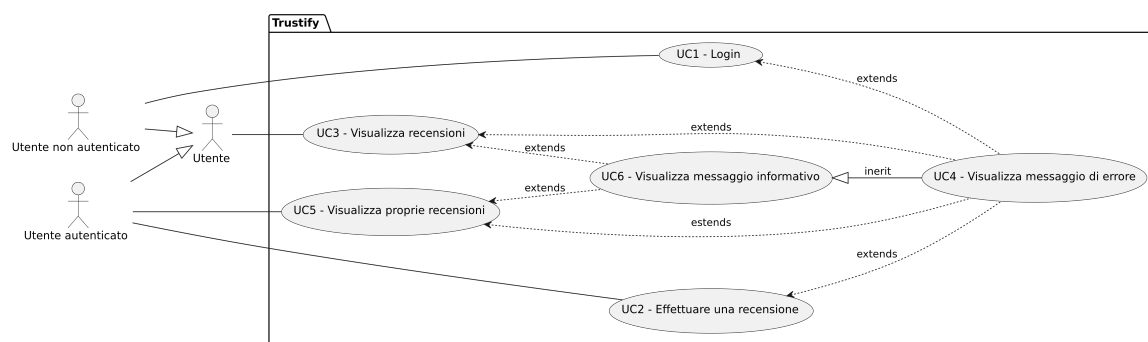 Trustify
UC1 - Login
extends
Utente non autenticato
Utente
UC3 - Visualizza recensioni
extends
extends
UC6 - Visualizza messaggio informativo
inerit
UC4 - Visualizza messaggio di errore
extends
UC5 - Visualizza proprie recensioni
estends
Utente autenticato
extends
UC2 - Effettuare una recensione